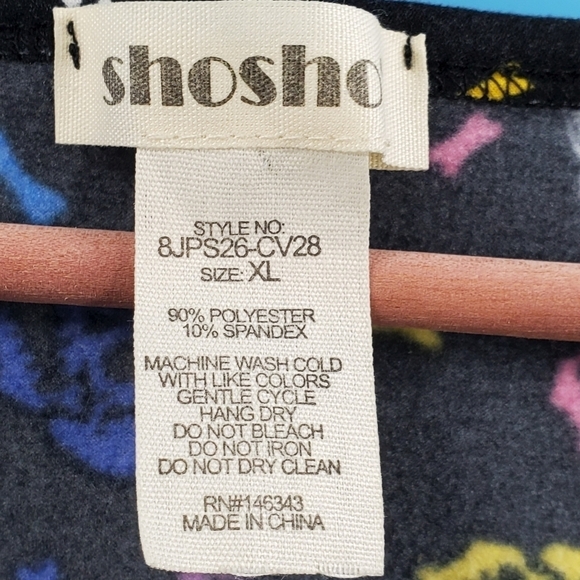 shosho
STYLE NO:
8JPS26-CV28
SIZE: XL
90% POLYESTER
10% SPANDEX
MACHINE WASH COLD
WITH LIKE COLORS
GENTLE CYCLE
HANG DRY
DO NOT BLEACH
DO NOT IRON
DO NOT DRY CLEAN
RN#146343
MADE IN CHINA